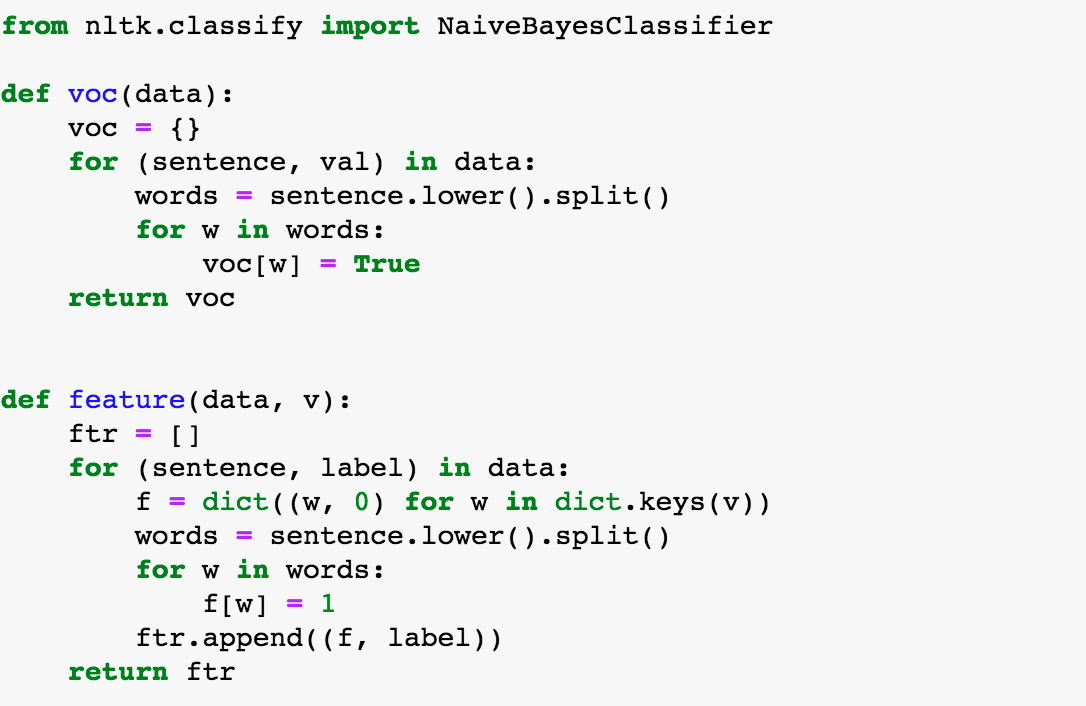 from nltk.classify import NaiveBayesClassifier
def voc(data):
    voc = {}
    for (sentence, val) in data:
        words = sentence.lower().split()
        for w in words:
            voc[w] = True
    return voc
def feature(data, v):
    ftr = []
    for (sentence, label) in data:
        f = dict((w, 0) for w in dict.keys(v))
        words = sentence.lower().split()
        for w in words:
            f[w] = 1
        ftr.append((f, label))
    return ftr